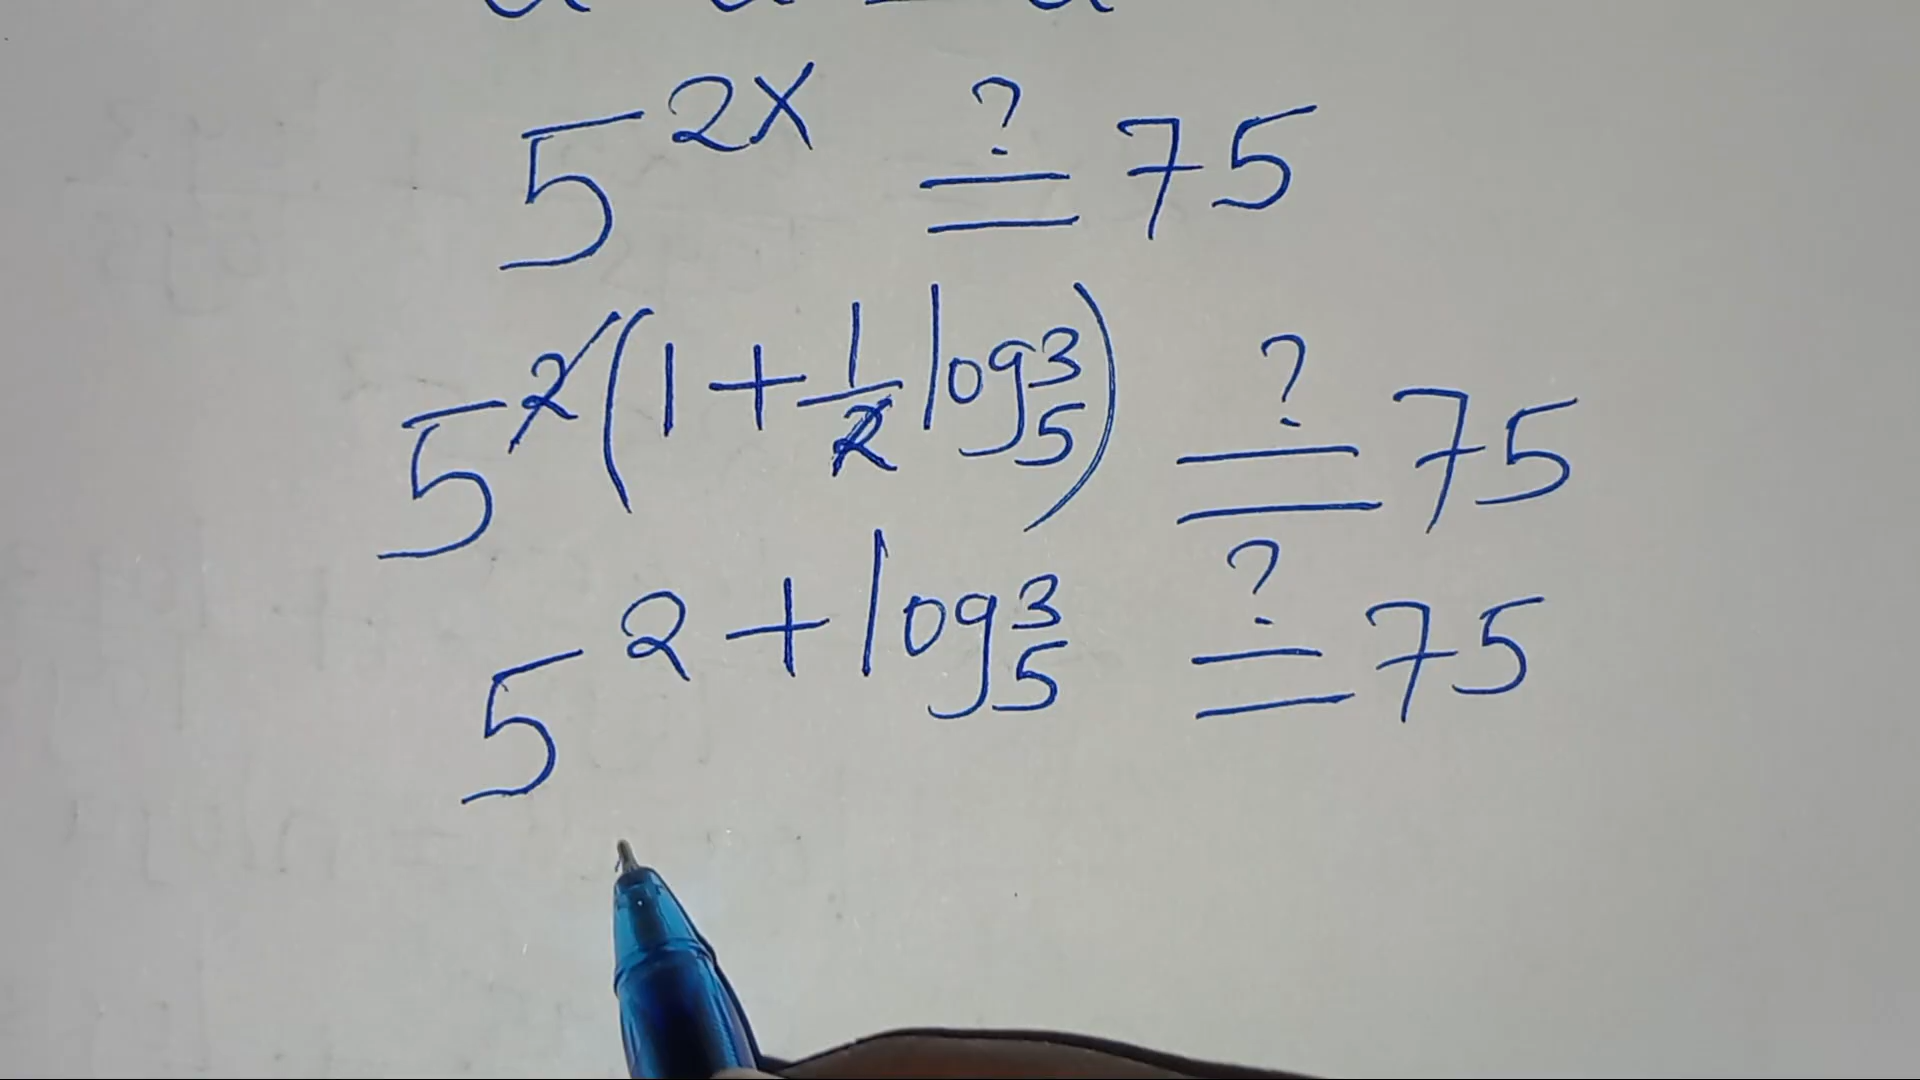 5^2x ?= 75
5^2(1+1/2 log_5 3) ?= 75
5^2+log_5 3 ?= 75